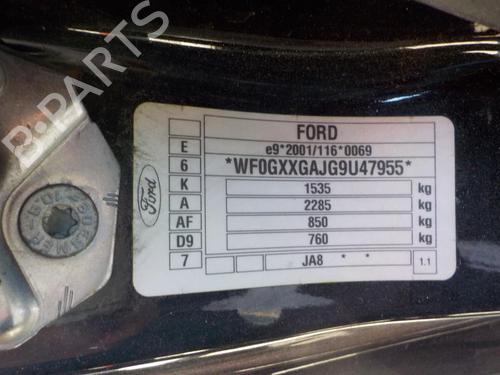 B-PARTS
FORD
E e9*2001/116*0069
6 *WF0GXXGAJG9U47955*
K 1535 kg
A 2285 kg
AF 850 kg
D9 760 kg
7 JA8 * * 1.1
Ford